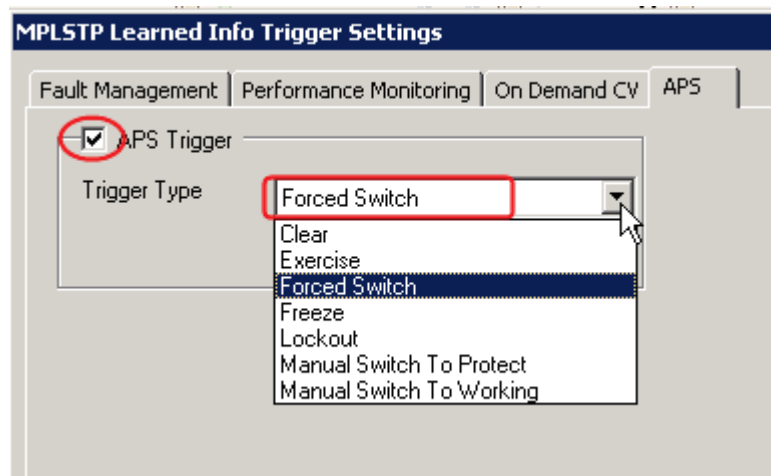 MPLSTP Learned Info Trigger Settings
Fault Management Performance Monitoring On Demand CV APS
APS Trigger
Trigger Type Forced Switch
Clear
Exercise
Forced Switch
Freeze
Lockout
Manual Switch To Protect
Manual Switch To Working